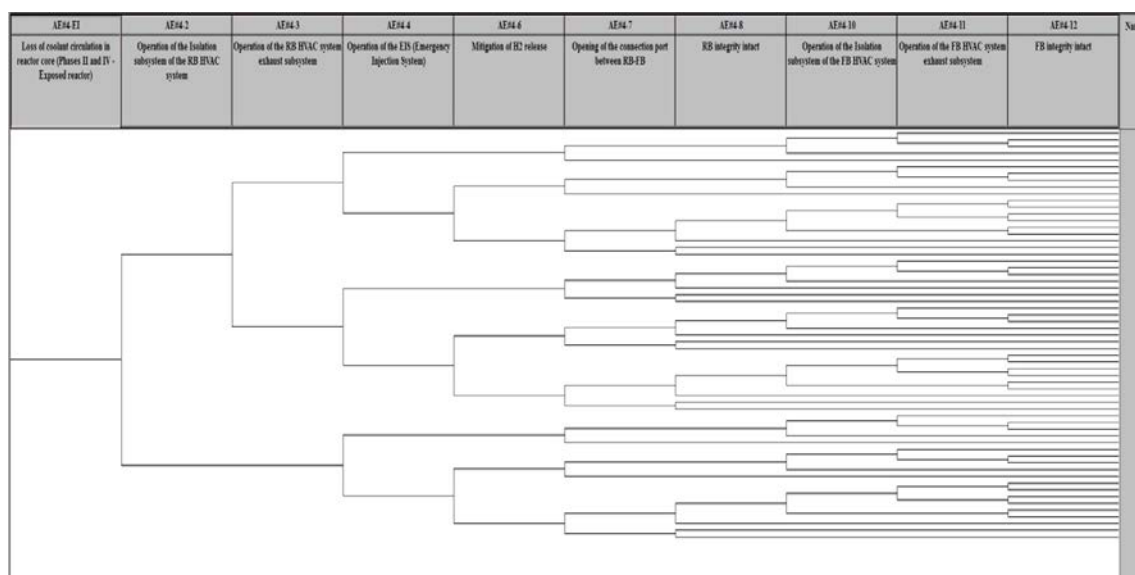 AE#4-EI AE#4-2 AE#4-3 AE#4-4 AE#4-6 AE#4-7 AE#4-8 AE#4-10 AE#4-11 AE#4-12
Loss of coolant circulation in
reactor core (Phases II and IV -
Exposed reactor)
Operation of the Isolation
subsystem of the RB HVAC
system
Operation of the RB HVAC system
exhaust subsystem
Operation of the EIS (Emergency
Injection System)
Mitigation of H2 release
Opening of the connection port
between RB-FB
RB integrity intact
Operation of the Isolation
subsystem of the FB HVAC system
Operation of the FB HVAC system
exhaust subsystem
FB integrity intact